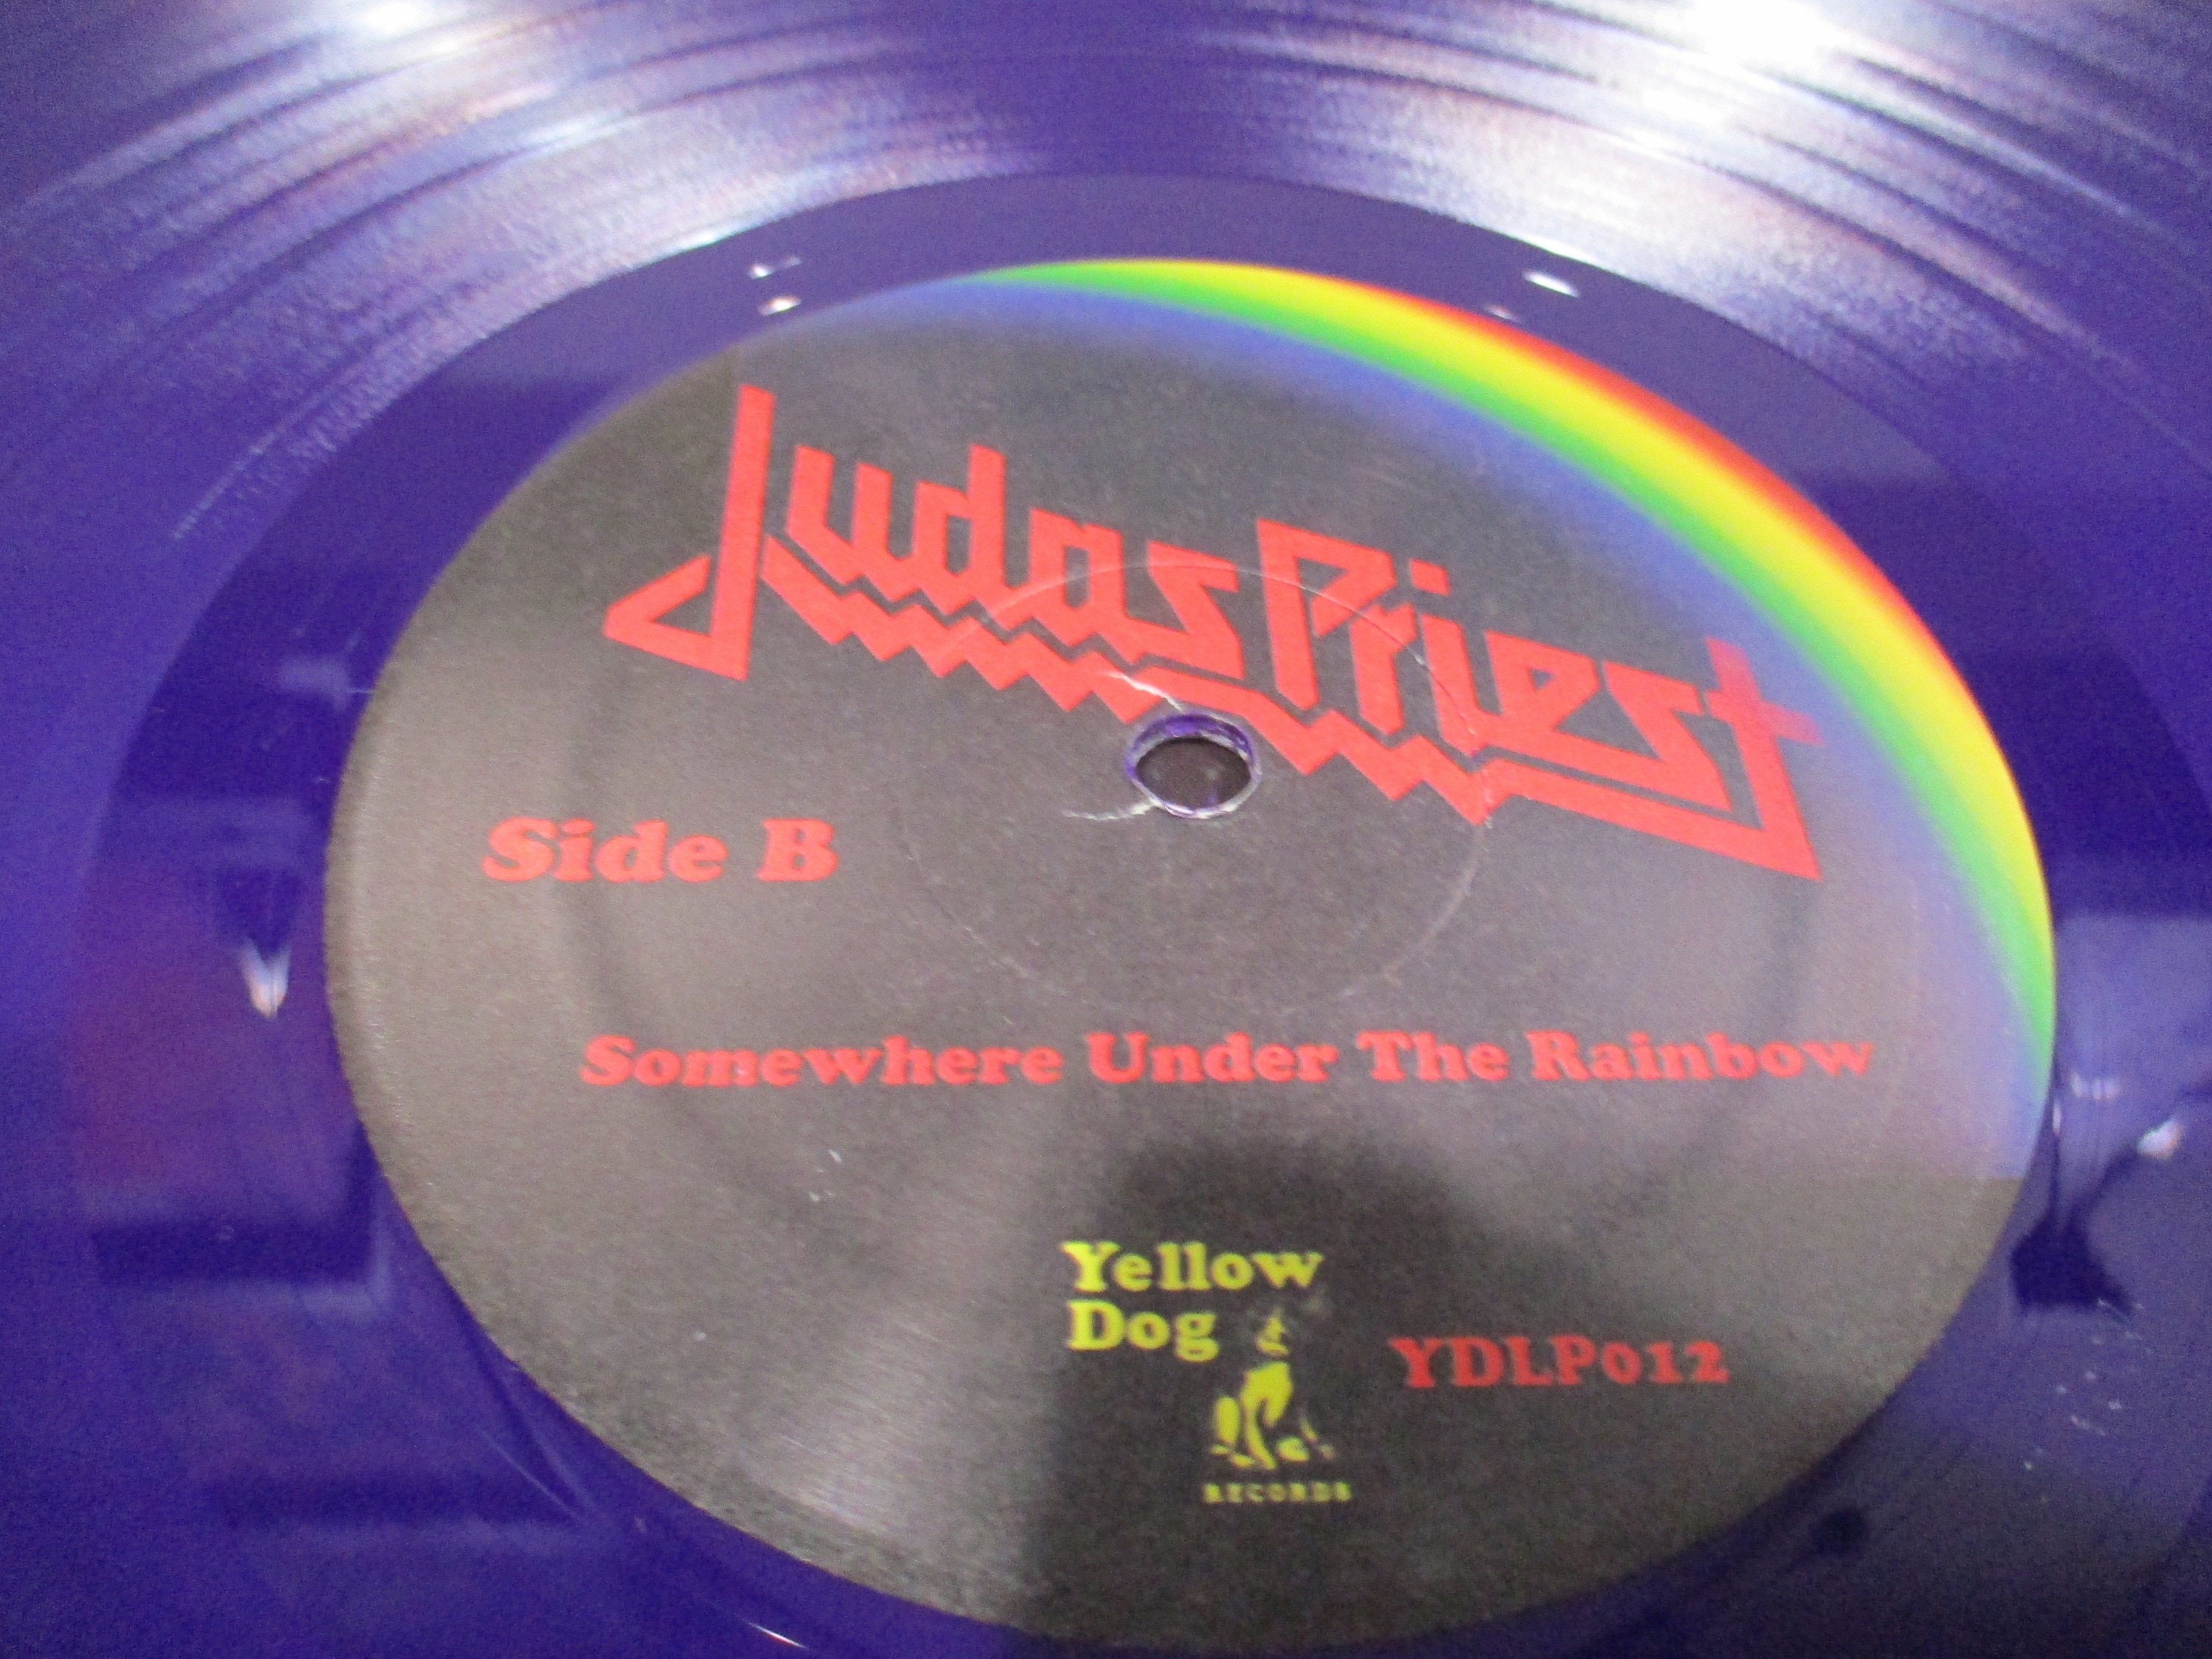 Judas Priest
Side B
Somewhere Under The Rainbow
Yellow
Dog
YDLP012
RECORDS